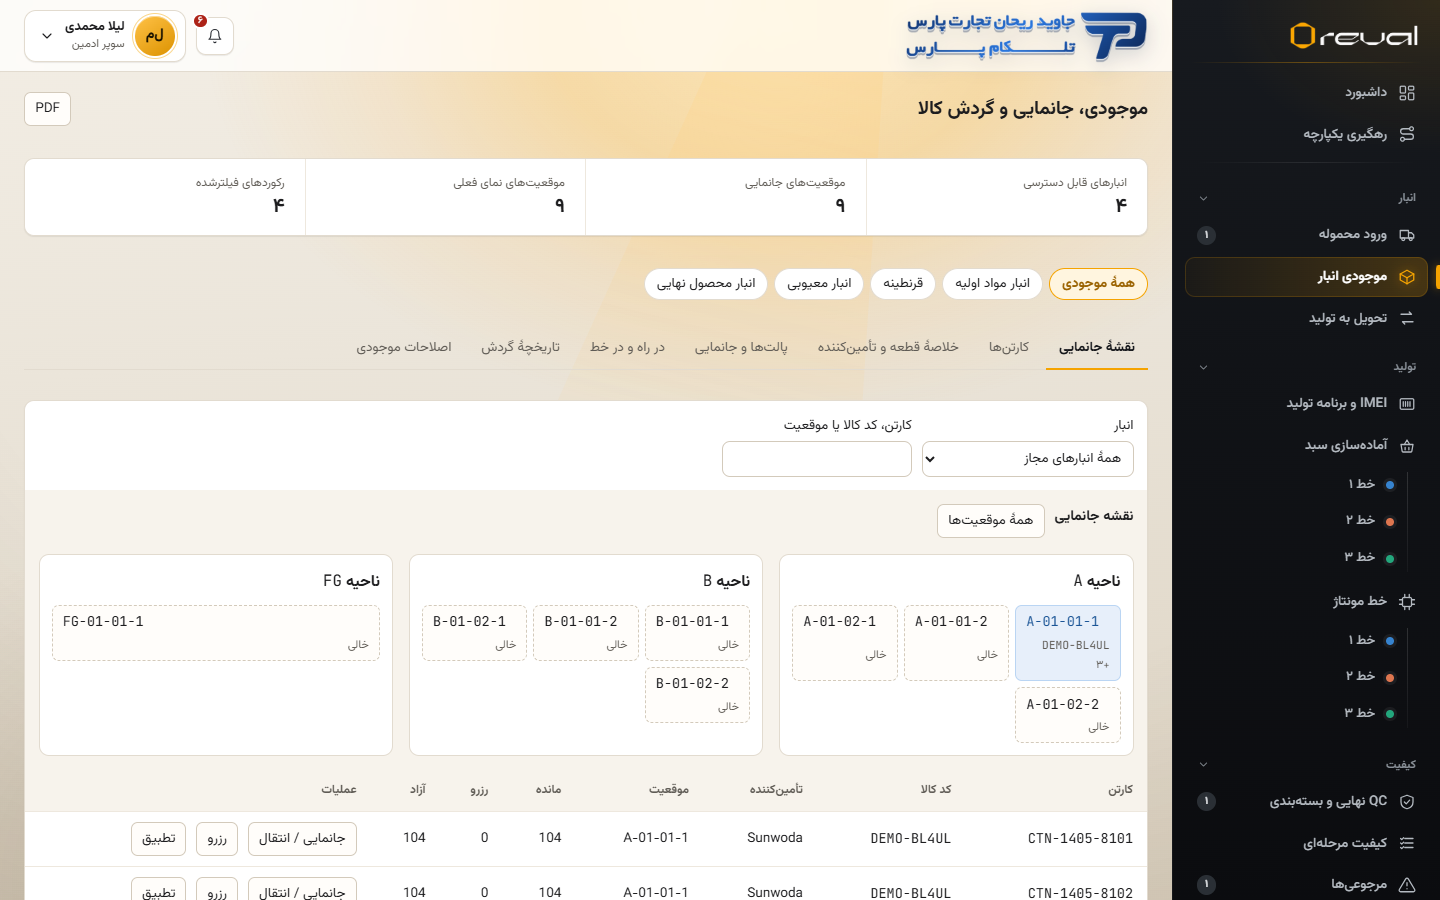 reval
داشبورد
رهگیری یکپارچه
انبار
ورود محموله
۱
موجودی انبار
تحویل به تولید
تولید
IMEI و برنامه تولید
آماده‌سازی سبد
خط ۱
خط ۲
خط ۳
خط مونتاژ
خط ۱
خط ۲
خط ۳
کیفیت
QC نهایی و بسته‌بندی
۱
کیفیت مرحله‌ای
مرجوعی‌ها
۱
جاوید ریحان تجارت پارس
تلکام پارس
۶
ل‌م
لیلا محمدی
سوپر ادمین
موجودی، جانمایی و گردش کالا
PDF
انبارهای قابل دسترسی
۴
موقعیت‌های جانمایی
۹
موقعیت‌های نمای فعلی
۹
رکوردهای فیلترشده
۴
همهٔ موجودی
انبار مواد اولیه
قرنطینه
انبار معیوبی
انبار محصول نهایی
نقشهٔ جانمایی
کارتن‌ها
خلاصهٔ قطعه و تأمین‌کننده
پالت‌ها و جانمایی
در راه و در خط
تاریخچهٔ گردش
اصلاحات موجودی
انبار
همهٔ انبارهای مجاز
کارتن، کد کالا یا موقعیت
نقشه جانمایی
همهٔ موقعیت‌ها
ناحیه A
A-01-01-1
DEMO-BL4UL
+۳
A-01-01-2
خالی
A-01-02-1
خالی
A-01-02-2
خالی
ناحیه B
B-01-01-1
خالی
B-01-01-2
خالی
B-01-02-1
خالی
B-01-02-2
خالی
ناحیه FG
FG-01-01-1
خالی
کارتن کد کالا تأمین‌کننده موقعیت مانده رزرو آزاد عملیات
CTN-1405-8101 DEMO-BL4UL Sunwoda A-01-01-1 104 0 104 جانمایی / انتقال رزرو تطبیق
CTN-1405-8102 DEMO-BL4UL Sunwoda A-01-01-1 104 0 104 جانمایی / انتقال رزرو تطبیق